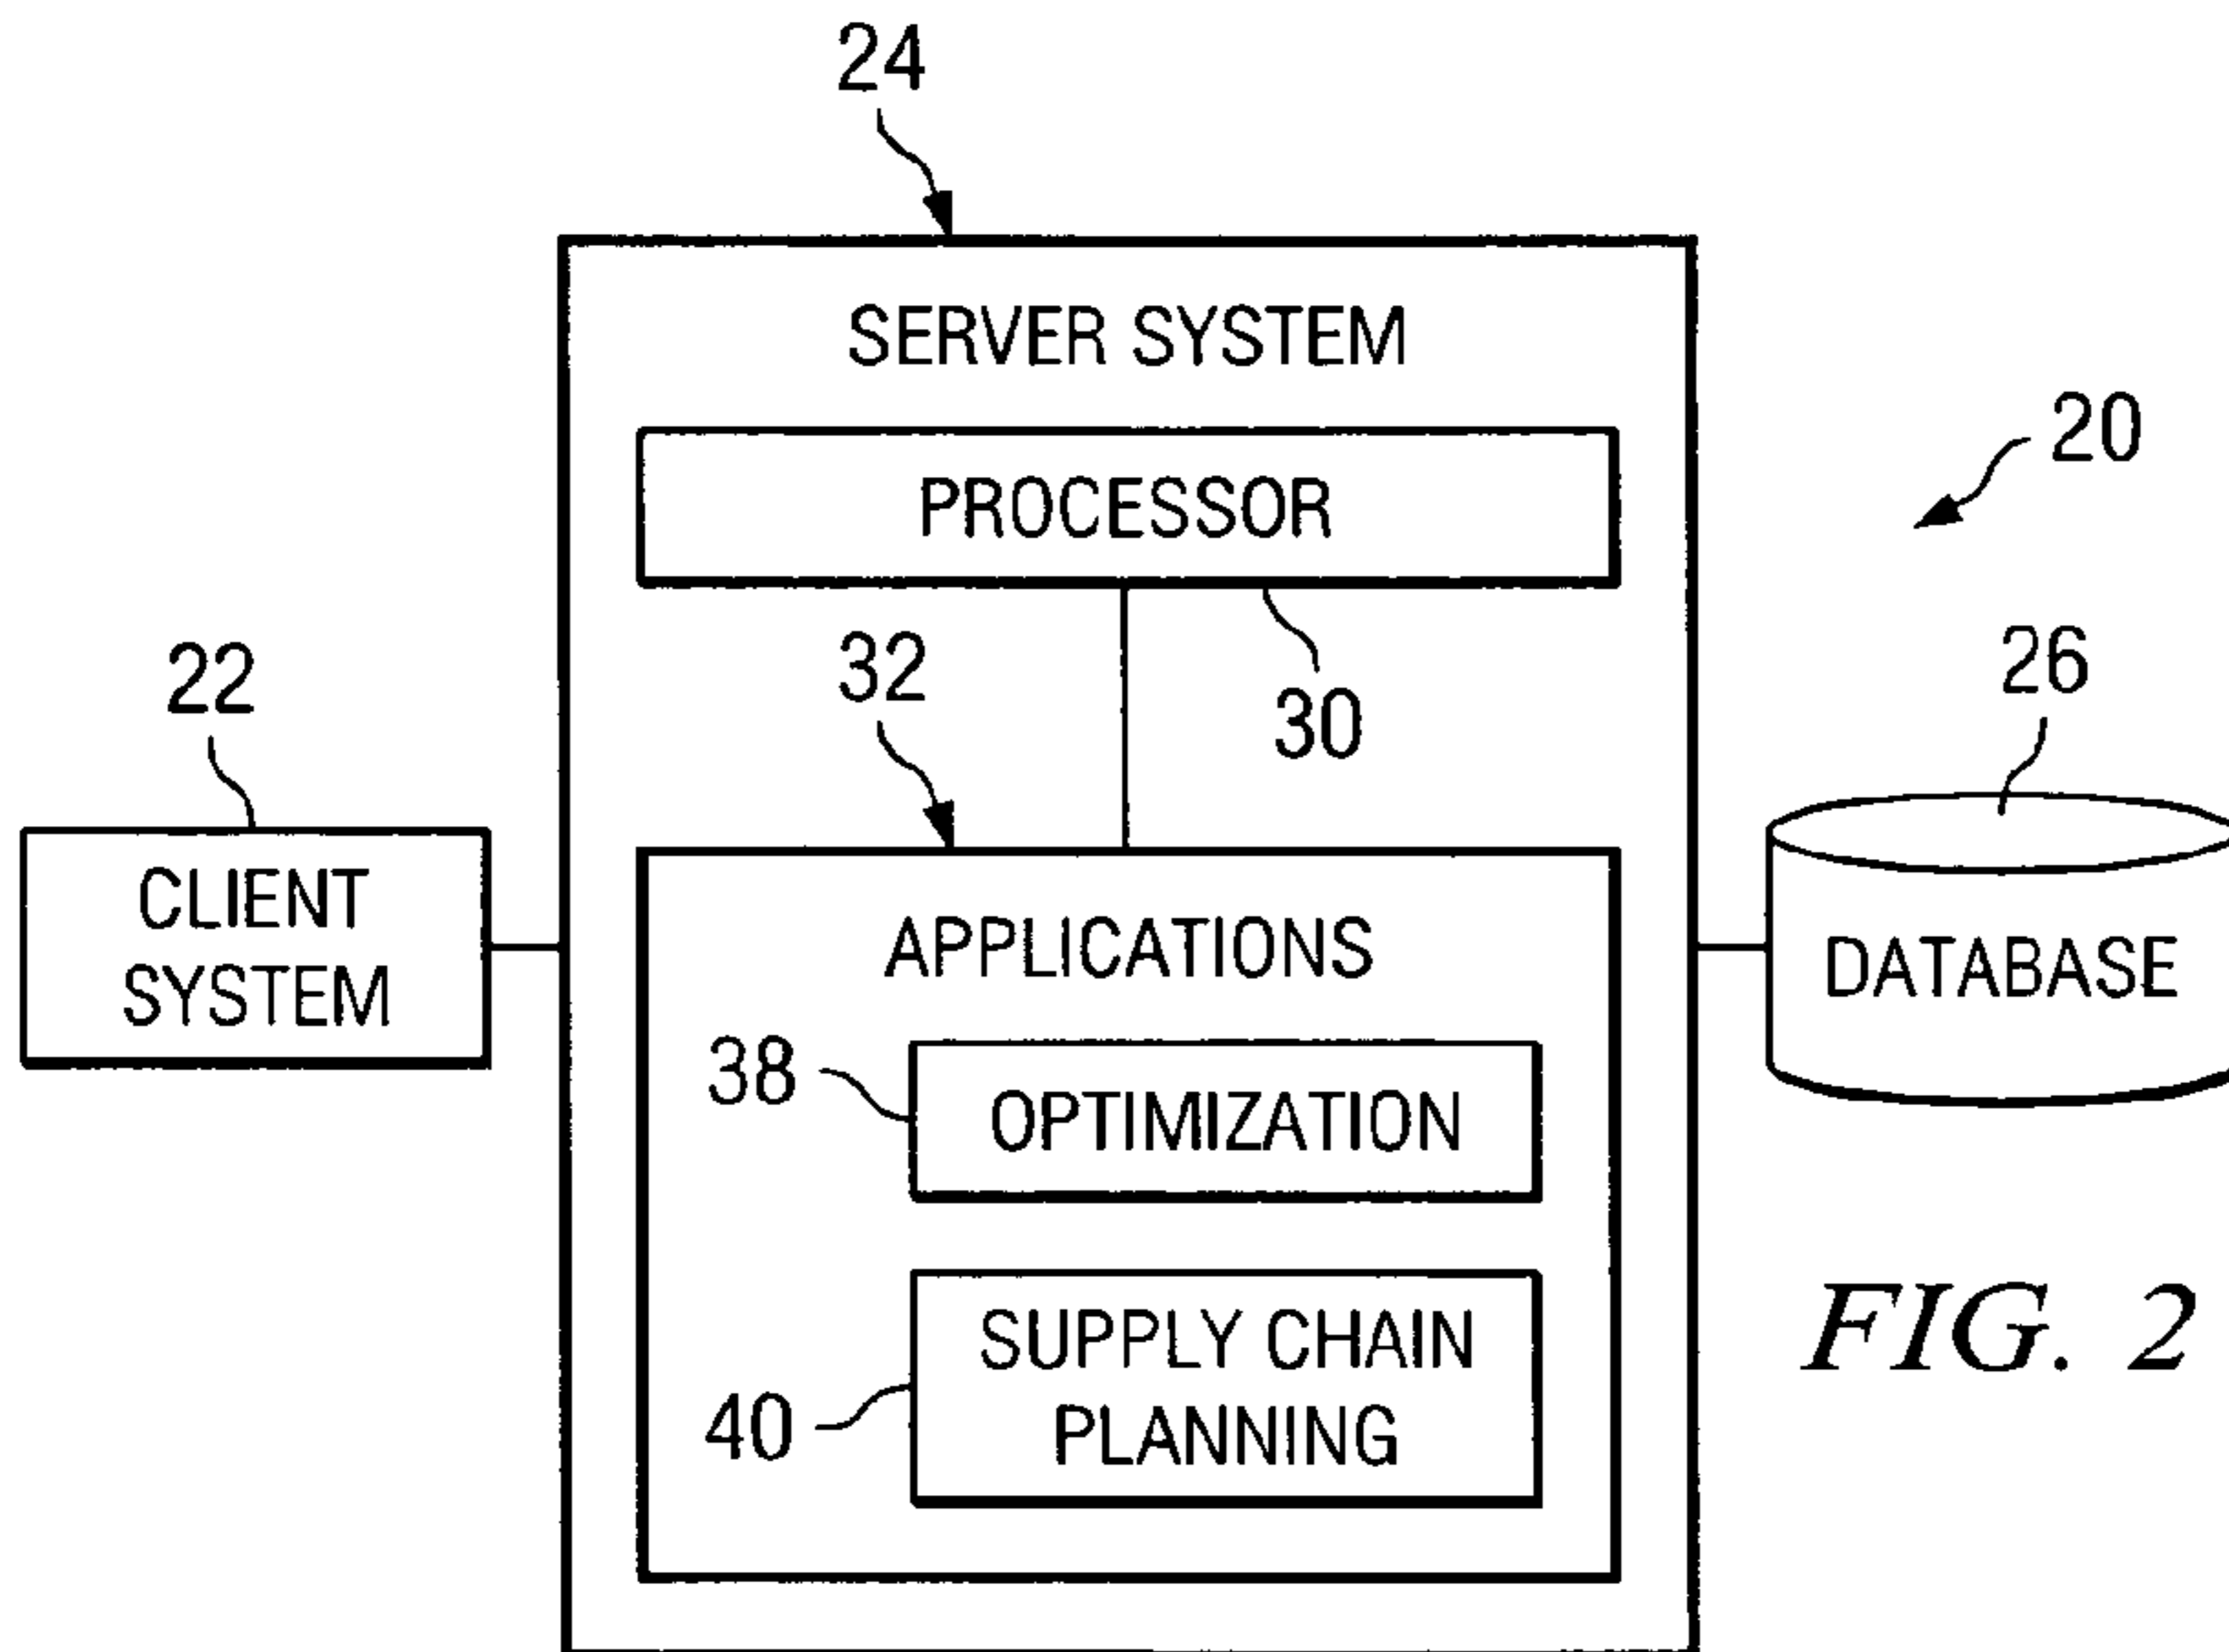 24
SERVER SYSTEM
20
PROCESSOR
32
30
22
26
CLIENT
SYSTEM
APPLICATIONS
DATABASE
38
OPTIMIZATION
40
SUPPLY CHAIN
PLANNING
FIG. 2